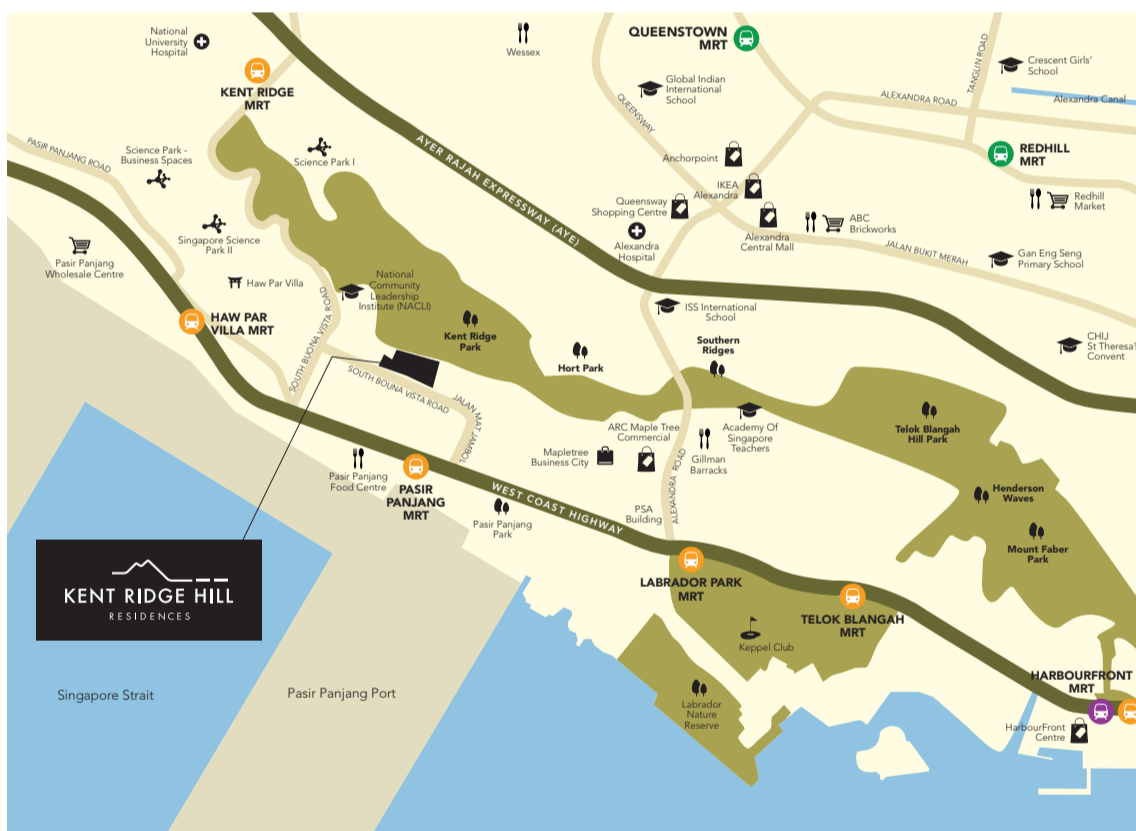 National
University
Hospital
KENT RIDGE
MRT
Wessex
QUEENSTOWN
MRT
Global Indian
International
School
QUEENSWAY
TANGLIN ROAD
Crescent Girls'
School
ALEXANDRA ROAD
Alexandra Canal
PASIR PANJANG ROAD
Science Park -
Business Spaces
Science Park I
AYER RAJAH EXPRESSWAY (AYE)
Anchorpoint
REDHILL
MRT
IKEA
Alexandra
Queensway
Shopping Centre
Redhill
Market
Alexandra
Central Mall
ABC
Brickworks
Singapore Science
Park II
Alexandra
Hospital
JALAN BUKIT MERAH
Gan Eng Seng
Primary School
Pasir Panjang
Wholesale Centre
Haw Par Villa
National
Community
Leadership
Institute (NACLI)
ISS International
School
HAW PAR
VILLA MRT
SOUTH BUONA VISTA ROAD
Kent Ridge
Park
Hort Park
Southern
Ridges
CHIJ
St Theresa's
Convent
SOUTH BOUNA VISTA ROAD
JALAN MAT JAMBOL
ARC Maple Tree
Commercial
Academy Of
Singapore
Teachers
Telok Blangah
Hill Park
Mapletree
Business City
Gillman
Barracks
ALEXANDRA ROAD
Pasir Panjang
Food Centre
PASIR
PANJANG
MRT
WEST COAST HIGHWAY
Henderson
Waves
Pasir Panjang
Park
PSA
Building
Mount Faber
Park
KENT RIDGE HILL
RESIDENCES
LABRADOR PARK
MRT
TELOK BLANGAH
MRT
Keppel Club
Singapore Strait
Pasir Panjang Port
Labrador
Nature
Reserve
HARBOURFRONT
MRT
HarbourFront
Centre